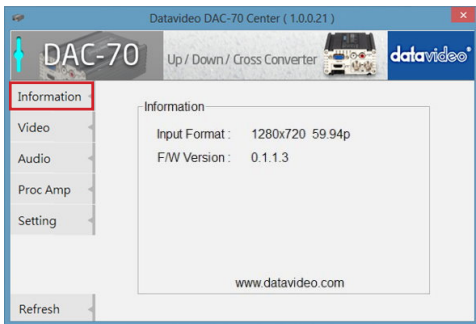 Datavideo DAC-70 Center ( 1.0.0.21 )
DAC-70
Up / Down / Cross Converter
datavideo
Information
Video
Audio
Proc Amp
Setting
Refresh
Information
Input Format : 1280x720 59.94p
F/W Version : 0.1.1.3
www.datavideo.com